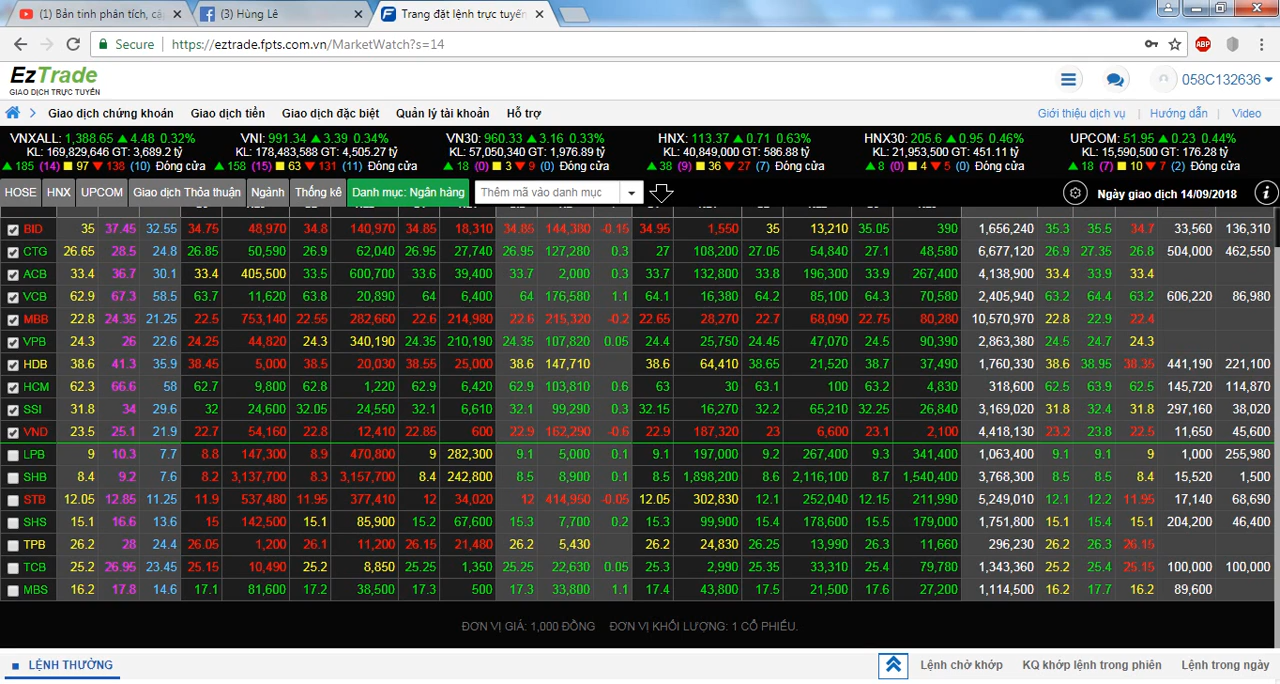 (1) Bản tin phân tích, cậ
(3) Hùng Lê
Trang đặt lệnh trực tuyến
Secure | https://eztrade.fpts.com.vn/MarketWatch?s=14
EzTrade
GIAO DỊCH TRỰC TUYẾN
058C132636
Giao dịch chứng khoán Giao dịch tiền Giao dịch đặc biệt Quản lý tài khoản Hỗ trợ Giới thiệu dịch vụ | Hướng dẫn | Video
VNXALL: 1,388.65 ▲ 4.48 0.32% VNI: 991.34 ▲ 3.39 0.34% VN30: 960.33 ▲ 3.16 0.33% HNX: 113.37 ▲ 0.71 0.63% HNX30: 205.6 ▲ 0.95 0.46% UPCOM: 51.95 ▲ 0.23 0.44%
KL: 169,829,646 GT: 3,689.2 tỷ KL: 178,483,588 GT: 4,505.27 tỷ KL: 57,050,340 GT: 1,976.89 tỷ KL: 40,849,000 GT: 586.88 tỷ KL: 21,953,500 GT: 451.11 tỷ KL: 15,590,500 GT: 176.28 tỷ
▲ 185 (14) ■ 97 ▼ 138 (10) Đóng cửa ▲ 158 (15) ■ 63 ▼ 131 (11) Đóng cửa ▲ 18 (0) ■ 3 ▼ 9 (0) Đóng cửa ▲ 38 (9) ■ 36 ▼ 27 (7) Đóng cửa ▲ 8 (0) ■ 4 ▼ 5 (0) Đóng cửa ▲ 18 (7) ■ 10 ▼ 7 (2) Đóng cửa
HOSE HNX UPCOM Giao dịch Thỏa thuận Ngành Thống kê Danh mục: Ngân hàng Thêm mã vào danh mục Ngày giao dịch 14/09/2018
BID 35 37.45 32.55 34.75 48,970 34.8 140,970 34.85 18,310 34.85 144,380 -0.15 34.95 1,550 35 13,210 35.05 390 1,656,240 35.3 35.5 34.7 33,560 136,310
CTG 26.65 28.5 24.8 26.85 50,590 26.9 62,040 26.95 27,740 26.95 127,280 0.3 27 108,200 27.05 54,840 27.1 48,580 6,677,120 26.9 27.35 26.8 504,000 462,550
ACB 33.4 36.7 30.1 33.4 405,500 33.5 600,700 33.6 39,400 33.7 2,000 0.3 33.7 132,800 33.8 196,300 33.9 267,400 4,138,900 33.4 33.9 33.4
VCB 62.9 67.3 58.5 63.7 11,620 63.8 20,890 64 6,400 64 176,580 1.1 64.1 16,380 64.2 85,100 64.3 70,580 2,405,940 63.2 64.4 63.2 606,220 86,980
MBB 22.8 24.35 21.25 22.5 753,140 22.55 282,660 22.6 214,980 22.6 215,320 -0.2 22.65 28,270 22.7 68,090 22.75 80,280 10,570,970 22.8 22.9 22.4
VPB 24.3 26 22.6 24.25 44,820 24.3 340,190 24.35 210,190 24.35 107,820 0.05 24.4 25,750 24.45 47,070 24.5 90,390 2,863,380 24.5 24.7 24.3
HDB 38.6 41.3 35.9 38.45 5,000 38.5 20,030 38.55 25,000 38.6 147,710 38.6 64,410 38.65 21,520 38.7 37,490 1,760,330 38.6 38.95 38.35 441,190 221,100
HCM 62.3 66.6 58 62.7 9,800 62.8 1,220 62.9 6,420 62.9 103,810 0.6 63 30 63.1 100 63.2 4,830 318,600 62.5 63.9 62.5 145,720 114,870
SSI 31.8 34 29.6 32 24,600 32.05 24,550 32.1 6,610 32.1 99,290 0.3 32.15 16,270 32.2 65,210 32.25 26,840 3,169,020 31.8 32.4 31.8 297,160 38,020
VND 23.5 25.1 21.9 22.7 54,160 22.8 12,410 22.85 600 22.9 162,290 -0.6 22.9 187,320 23 6,600 23.1 2,100 4,418,130 23.2 23.8 22.5 11,650 45,600
LPB 9 10.3 7.7 8.8 147,300 8.9 470,800 9 282,300 9.1 5,000 0.1 9.1 197,000 9.2 267,400 9.3 341,400 1,063,400 9.1 9.1 9 1,000 255,980
SHB 8.4 9.2 7.6 8.2 3,137,700 8.3 3,157,700 8.4 242,800 8.5 8,900 0.1 8.5 1,898,200 8.6 2,116,100 8.7 1,540,400 3,768,300 8.5 8.5 8.4 15,520 1,500
STB 12.05 12.85 11.25 11.9 537,480 11.95 377,410 12 34,020 12 414,950 -0.05 12.05 302,830 12.1 252,040 12.15 211,990 5,249,010 12.1 12.2 11.95 17,140 68,690
SHS 15.1 16.6 13.6 15 142,500 15.1 85,900 15.2 67,600 15.3 7,700 0.2 15.3 99,900 15.4 178,600 15.5 179,000 1,751,800 15.1 15.4 15.1 204,200 46,400
TPB 26.2 28 24.4 26.05 1,200 26.1 11,200 26.15 21,480 26.2 5,430 26.2 24,830 26.25 13,990 26.3 11,660 296,230 26.2 26.3 26.15
TCB 25.2 26.95 23.45 25.15 10,490 25.2 8,850 25.25 1,350 25.25 22,630 0.05 25.3 2,990 25.35 33,310 25.4 79,780 1,343,360 25.2 25.4 25.15 100,000 100,000
MBS 16.2 17.8 14.6 17.1 81,600 17.2 38,500 17.3 500 17.3 33,800 1.1 17.4 43,800 17.5 21,500 17.6 27,200 1,114,500 16.2 17.7 16.2 89,600
ĐƠN VỊ GIÁ: 1,000 ĐỒNG ĐƠN VỊ KHỐI LƯỢNG: 1 CỔ PHIẾU.
LỆNH THƯỜNG Lệnh chờ khớp KQ khớp lệnh trong phiên Lệnh trong ngày